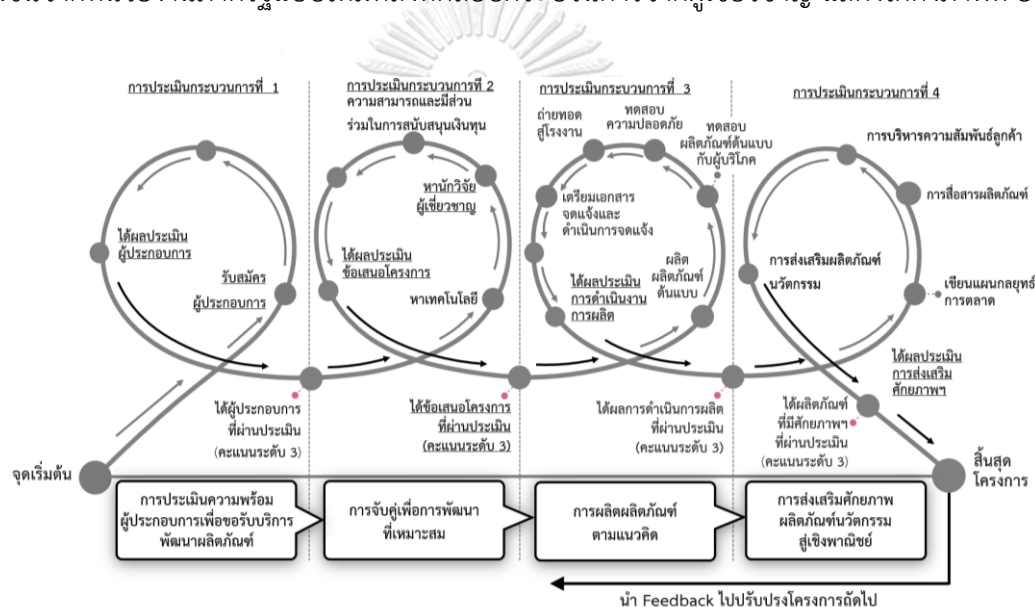 การประเมินกระบวนการที่ 1
การประเมินกระบวนการที่ 2
ความสามารถและมีส่วน
ร่วมในการสนับสนุนเงินทุน
การประเมินกระบวนการที่ 3
การประเมินกระบวนการที่ 4
ถ่ายทอด
สู่โรงงาน
ทดสอบ
ความปลอดภัย
ทดสอบ
ผลิตภัณฑ์ต้นแบบ
กับผู้บริโภค
การบริหารความสัมพันธ์ลูกค้า
หานักวิจัย
ผู้เชี่ยวชาญ
เตรียมเอกสาร
จดแจ้งและ
ดำเนินการจดแจ้ง
การสื่อสารผลิตภัณฑ์
ได้ผลประเมิน
ผู้ประกอบการ
รับสมัคร
ผู้ประกอบการ
ได้ผลประเมิน
ข้อเสนอโครงการ
หาเทคโนโลยี
ได้ผลประเมิน
การดำเนินงาน
การผลิต
ผลิต
ผลิตภัณฑ์
ต้นแบบ
การส่งเสริมผลิตภัณฑ์
นวัตกรรม
เขียนแผนกลยุทธ์
การตลาด
ได้ผลประเมิน
การส่งเสริม
ศักยภาพฯ
ได้ผู้ประกอบการ
ที่ผ่านประเมิน
(คะแนนระดับ 3)
ได้ข้อเสนอโครงการ
ที่ผ่านประเมิน
(คะแนนระดับ 3)
ได้ผลการดำเนินการผลิต
ที่ผ่านประเมิน
(คะแนนระดับ 3)
ได้ผลิตภัณฑ์
ที่มีศักยภาพฯ
ที่ผ่านประเมิน
(คะแนนระดับ 3)
จุดเริ่มต้น
สิ้นสุด
โครงการ
การประเมินความพร้อม
ผู้ประกอบการเพื่อขอรับบริการ
พัฒนาผลิตภัณฑ์
การจับคู่เพื่อการพัฒนา
ที่เหมาะสม
การผลิตผลิตภัณฑ์
ตามแนวคิด
การส่งเสริมศักยภาพ
ผลิตภัณฑ์นวัตกรรม
สู่เชิงพาณิชย์
นำ Feedback ไปปรับปรุงโครงการถัดไป